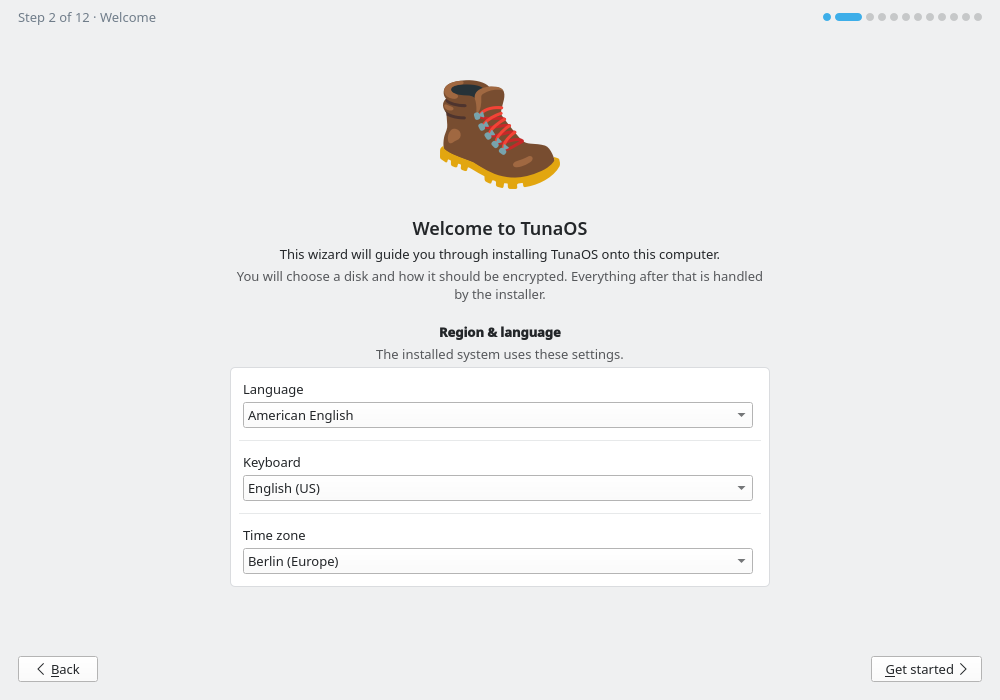 Step 2 of 12 · Welcome
Welcome to TunaOS
This wizard will guide you through installing TunaOS onto this computer.
You will choose a disk and how it should be encrypted. Everything after that is handled
by the installer.
Region & language
The installed system uses these settings.
Language
American English
Keyboard
English (US)
Time zone
Berlin (Europe)
Back
Get started